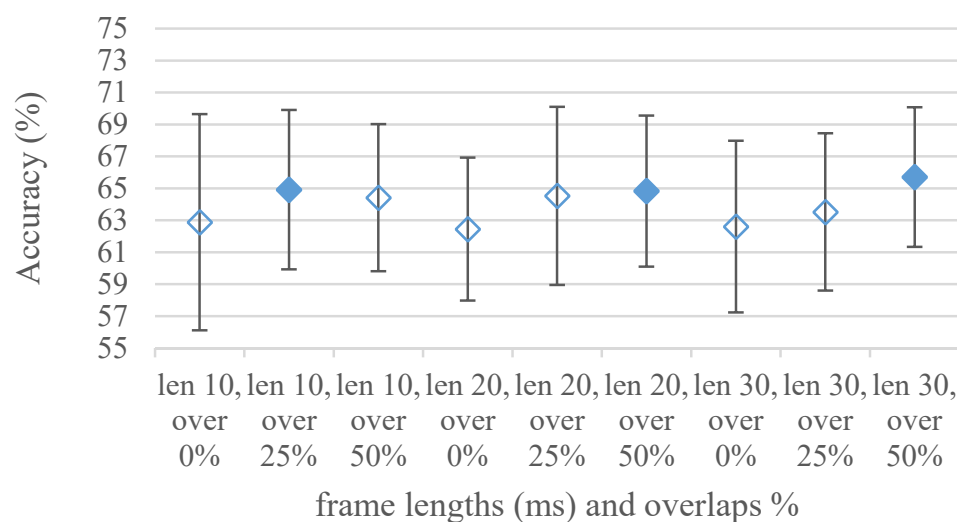 75
73
71
69
67
65
63
61
59
57
55
Accuracy (%)
len 10, len 10, len 10, len 20, len 20, len 20, len 30, len 30, len 30,
over over over over over over over over over
0% 25% 50% 0% 25% 50% 0% 25% 50%
frame lengths (ms) and overlaps %